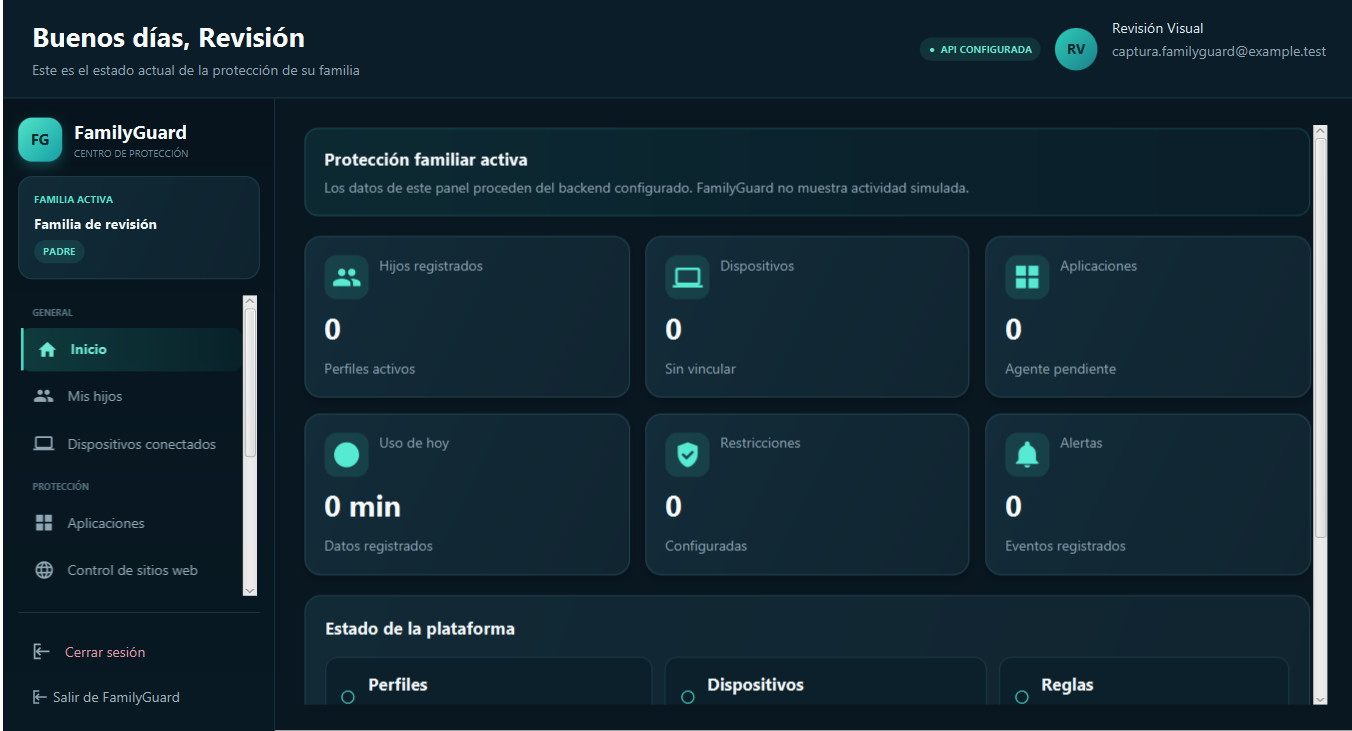 Buenos días, Revisión
Este es el estado actual de la protección de su familia
• API CONFIGURADA
RV
Revisión Visual
captura.familyguard@example.test
FG
FamilyGuard
CENTRO DE PROTECCIÓN
FAMILIA ACTIVA
Familia de revisión
PADRE
GENERAL
Inicio
Mis hijos
Dispositivos conectados
PROTECCIÓN
Aplicaciones
Control de sitios web
Cerrar sesión
Salir de FamilyGuard
Protección familiar activa
Los datos de este panel proceden del backend configurado. FamilyGuard no muestra actividad simulada.
Hijos registrados
0
Perfiles activos
Dispositivos
0
Sin vincular
Aplicaciones
0
Agente pendiente
Uso de hoy
0 min
Datos registrados
Restricciones
0
Configuradas
Alertas
0
Eventos registrados
Estado de la plataforma
Perfiles
Dispositivos
Reglas